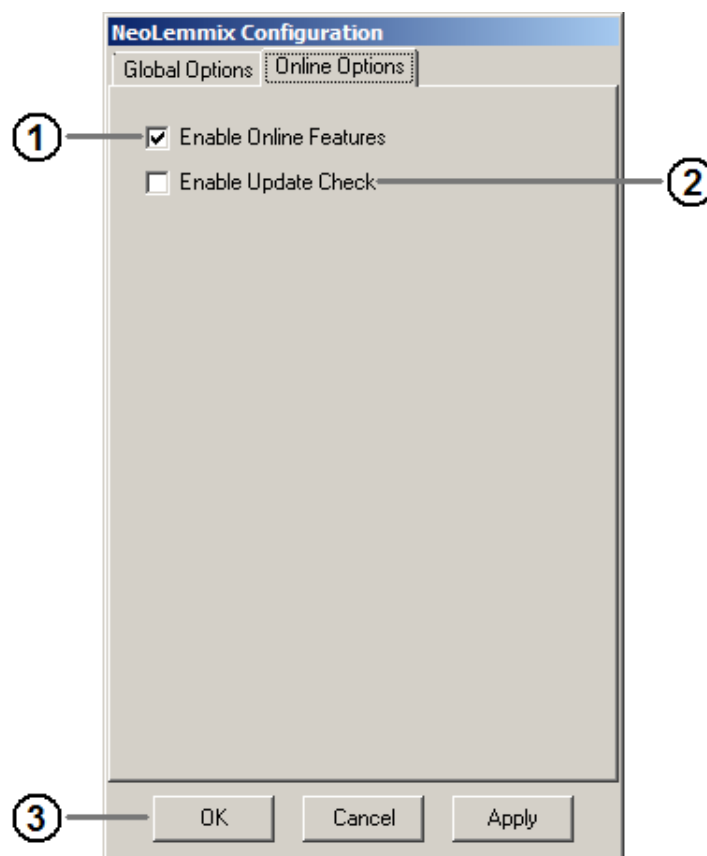 NeoLemmix Configuration
Global Options Online Options
1 Enable Online Features
Enable Update Check 2
3 OK Cancel Apply